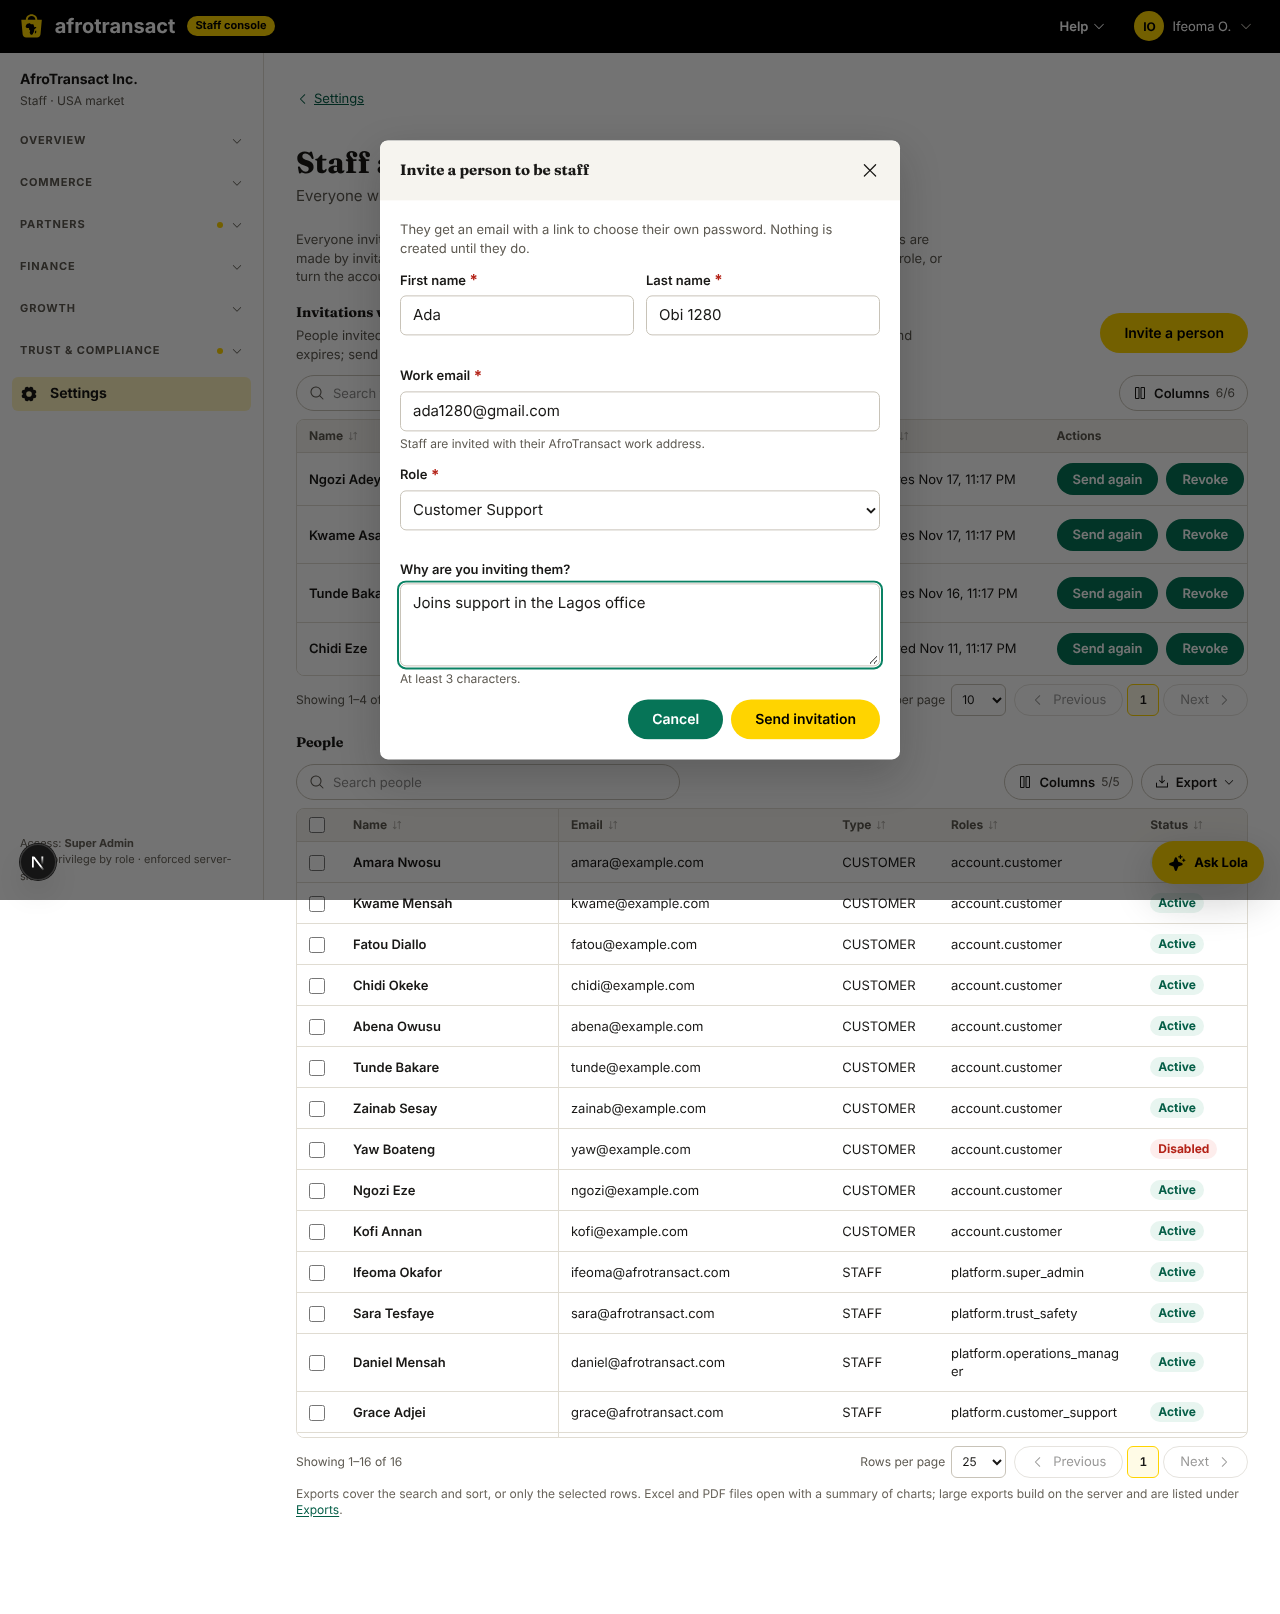 afrotransact
Staff console
Help
IO
Ifeoma O.
AfroTransact Inc.
Staff · USA market
OVERVIEW
COMMERCE
PARTNERS
FINANCE
GROWTH
TRUST & COMPLIANCE
Settings
Settings
Staff
Everyone w
Everyone invit
s are
made by invita
role, or
turn the accou
Invitations w
People invited
nd
expires; send
Invite a person
Search
Columns 6/6
Name
Actions
Ngozi Adey
es Nov 17, 11:17 PM
Send again
Revoke
Kwame Asa
es Nov 17, 11:17 PM
Send again
Revoke
Tunde Baka
es Nov 16, 11:17 PM
Send again
Revoke
Chidi Eze
ed Nov 11, 11:17 PM
Send again
Revoke
Showing 1–4 of
per page
10
Previous
1
Next
Invite a person to be staff
They get an email with a link to choose their own password. Nothing is
created until they do.
First name *
Last name *
Ada
Obi 1280
Work email *
ada1280@gmail.com
Staff are invited with their AfroTransact work address.
Role *
Customer Support
Why are you inviting them?
Joins support in the Lagos office
At least 3 characters.
Cancel
Send invitation
People
Search people
Columns 5/5
Export
Name
Email
Type
Roles
Status
Amara Nwosu
amara@example.com
CUSTOMER
account.customer
Kwame Mensah
kwame@example.com
CUSTOMER
account.customer
Active
Fatou Diallo
fatou@example.com
CUSTOMER
account.customer
Active
Chidi Okeke
chidi@example.com
CUSTOMER
account.customer
Active
Abena Owusu
abena@example.com
CUSTOMER
account.customer
Active
Tunde Bakare
tunde@example.com
CUSTOMER
account.customer
Active
Zainab Sesay
zainab@example.com
CUSTOMER
account.customer
Active
Yaw Boateng
yaw@example.com
CUSTOMER
account.customer
Disabled
Ngozi Eze
ngozi@example.com
CUSTOMER
account.customer
Active
Kofi Annan
kofi@example.com
CUSTOMER
account.customer
Active
Ifeoma Okafor
ifeoma@afrotransact.com
STAFF
platform.super_admin
Active
Sara Tesfaye
sara@afrotransact.com
STAFF
platform.trust_safety
Active
Daniel Mensah
daniel@afrotransact.com
STAFF
platform.operations_manag
er
Active
Grace Adjei
grace@afrotransact.com
STAFF
platform.customer_support
Active
Access: Super Admin
privilege by role · enforced server-
N
Ask Lola
Showing 1–16 of 16
Rows per page
25
Previous
1
Next
Exports cover the search and sort, or only the selected rows. Excel and PDF files open with a summary of charts; large exports build on the server and are listed under
Exports.